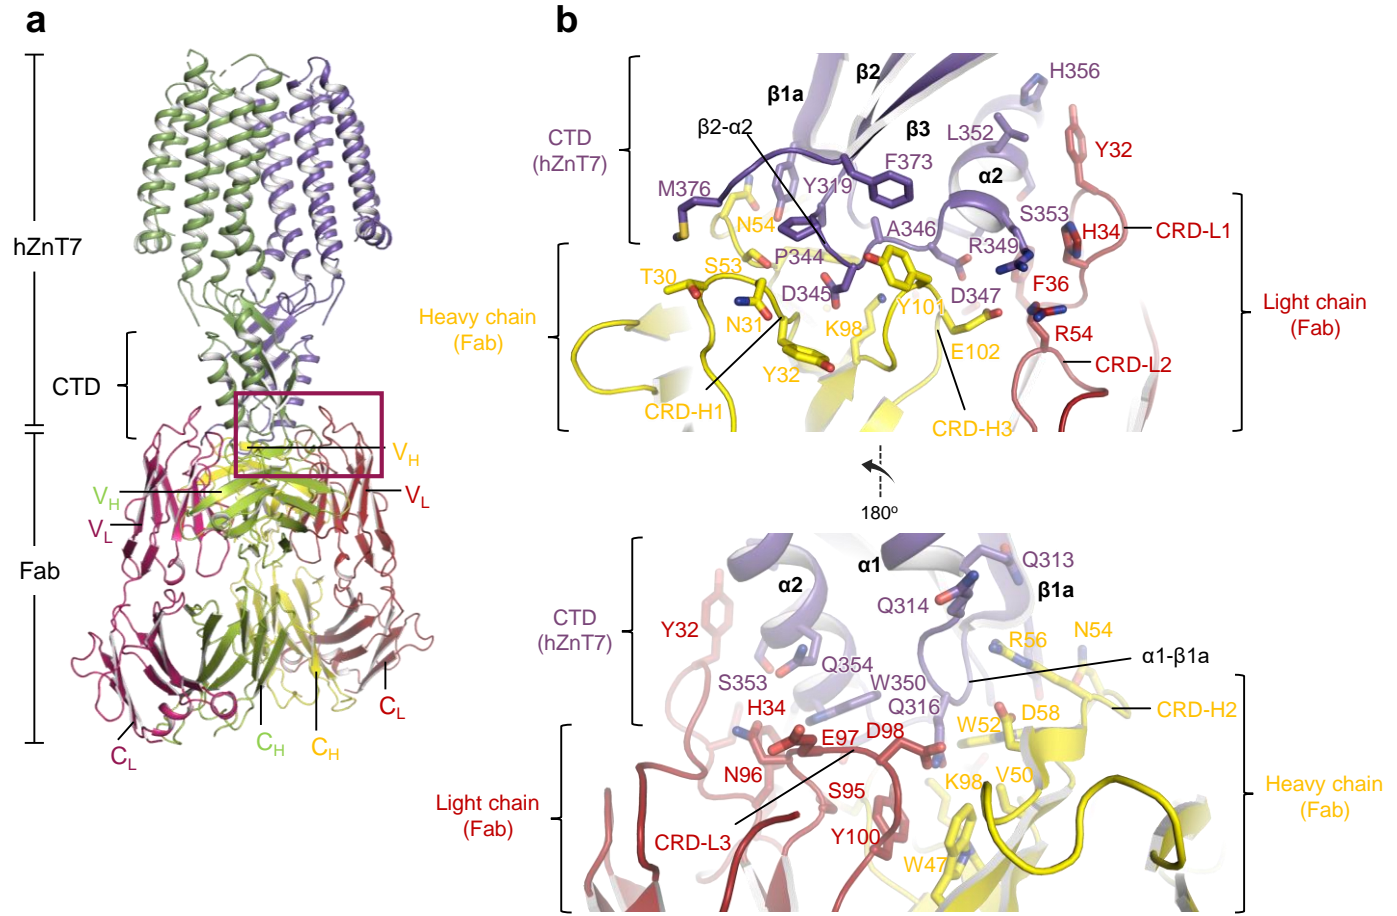 a
hZnT7
CTD
Fab
VH
VH
VL
VL
CL
CL
CH
CH
b
CTD
(hZnT7)
Heavy chain
(Fab)
Light chain
(Fab)
β1a
β2
β3
β2-α2
α2
H356
L352
Y32
F373
Y319
M376
N54
A346
S353
H34
CRD-L1
R349
P344
S53
T30
D345
Y101
D347
F36
N31
K98
E102
R54
Y32
CRD-L2
CRD-H1
CRD-H3
180º
CTD
(hZnT7)
Light chain
(Fab)
Heavy chain
(Fab)
α2
α1
β1a
Q313
Q314
Y32
R56
N54
α1-β1a
Q354
S353
W350
H34
Q316
D58
CRD-H2
W52
E97
D98
N96
S95
K98
V50
CRD-L3
Y100
W47